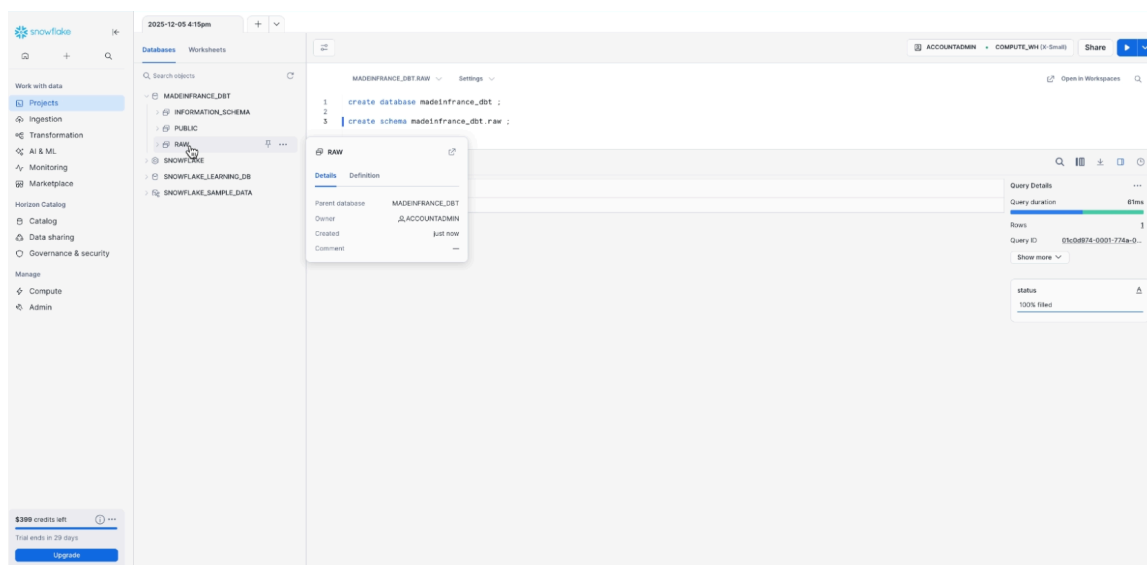 snowflake
Work with data
Projects
Ingestion
Transformation
AI & ML
Monitoring
Marketplace
Horizon Catalog
Catalog
Data sharing
Governance & security
Manage
Compute
Admin
$399 credits left
Trial ends in 29 days
Upgrade
2025-12-05 4:15pm
Databases Worksheets
Search objects
MADEINFRANCE_DBT
INFORMATION_SCHEMA
PUBLIC
RAW
SNOWFLAKE
SNOWFLAKE_LEARNING_DB
SNOWFLAKE_SAMPLE_DATA
ACCOUNTADMIN • COMPUTE_WH (X-Small) Share
MADEINFRANCE_DBT.RAW Settings Open in Workspaces
1 create database madeinfrance_dbt ;
2
3 create schema madeinfrance_dbt.raw ;
RAW
Details Definition
Parent database MADEINFRANCE_DBT
Owner ACCOUNTADMIN
Created just now
Comment —
Query Details
Query duration 61ms
Rows 1
Query ID 01c0d974-0001-774a-0...
Show more
status A
100% filled